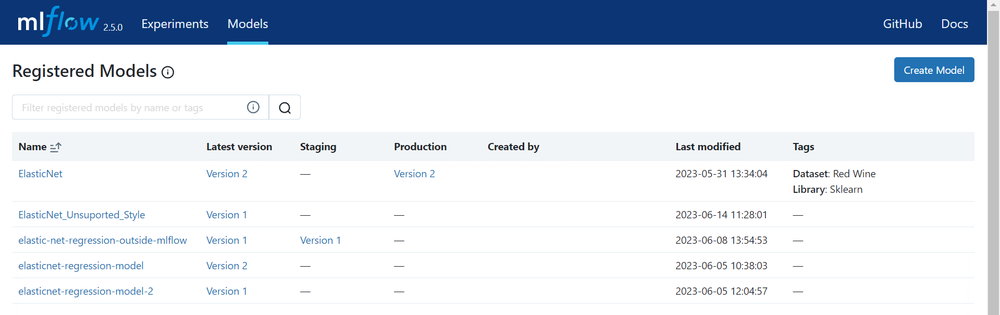 mlflow 2.5.0 Experiments Models GitHub Docs
Registered Models
Create Model
Filter registered models by name or tags
Name Latest version Staging Production Created by Last modified Tags
ElasticNet Version 2 — Version 2 2023-05-31 13:34:04 Dataset: Red Wine
Library: Sklearn
ElasticNet_Unsuported_Style Version 1 — — 2023-06-14 11:28:01 —
elastic-net-regression-outside-mlflow Version 1 Version 1 — 2023-06-08 13:54:53 —
elasticnet-regression-model Version 2 — — 2023-06-05 10:38:03 —
elasticnet-regression-model-2 Version 1 — — 2023-06-05 12:04:57 —